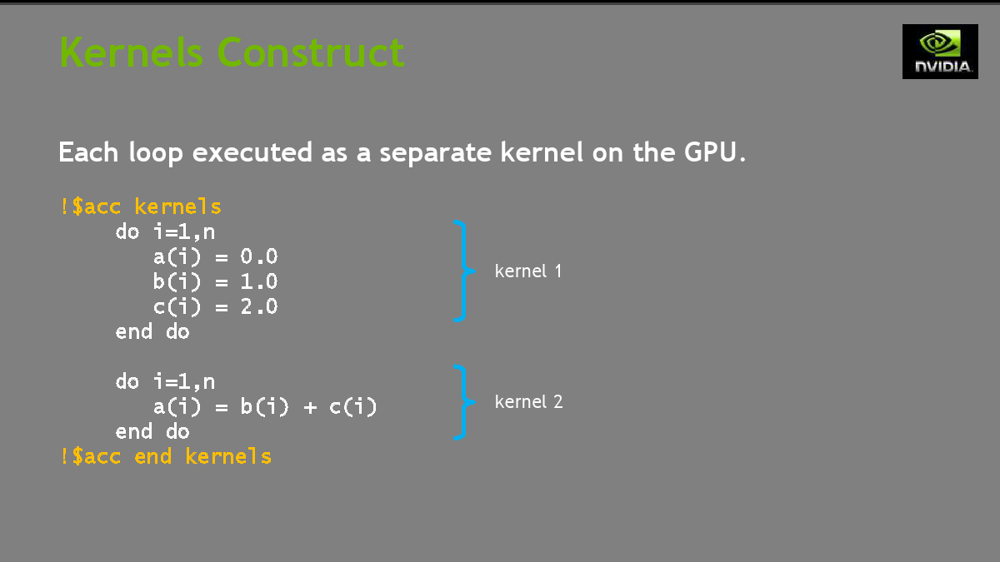 Kernels Construct
NVIDIA
Each loop executed as a separate kernel on the GPU.
!$acc kernels
do i=1,n
a(i) = 0.0
b(i) = 1.0
c(i) = 2.0
end do
kernel 1
do i=1,n
a(i) = b(i) + c(i)
end do
kernel 2
!$acc end kernels